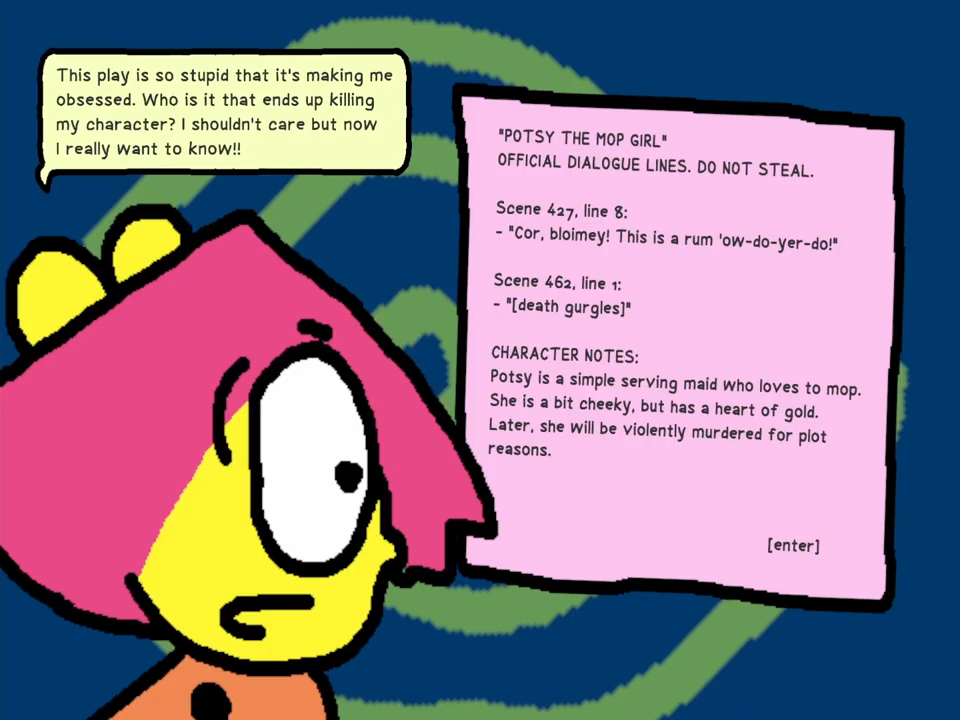 This play is so stupid that it's making me
obsessed. Who is it that ends up killing
my character? I shouldn't care but now
I really want to know!!
"POTSY THE MOP GIRL"
OFFICIAL DIALOGUE LINES. DO NOT STEAL.
Scene 427, line 8:
- "Cor, bloimey! This is a rum 'ow-do-yer-do!"
Scene 462, line 1:
- "[death gurgles]"
CHARACTER NOTES:
Potsy is a simple serving maid who loves to mop.
She is a bit cheeky, but has a heart of gold.
Later, she will be violently murdered for plot
reasons.
[enter]